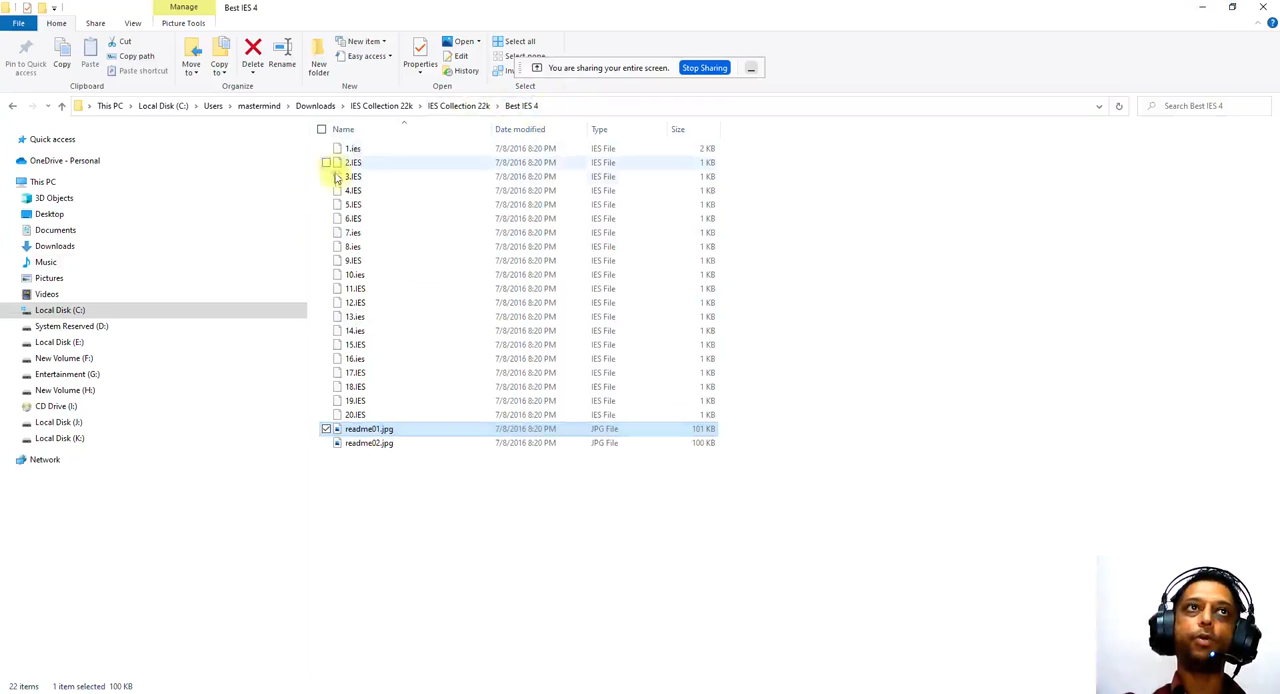 Manage
Best IES 4
File
Home
Share
View
Picture Tools
Pin to Quick access
Copy
Paste
Cut
Copy path
Paste shortcut
Move to
Copy to
Delete
Rename
New folder
New item
Easy access
Properties
Open
Edit
History
Select all
Select none
You are sharing your entire screen.
Stop Sharing
Clipboard
Organize
New
Open
Select
This PC
Local Disk (C:)
Users
mastermind
Downloads
IES Collection 22k
IES Collection 22k
Best IES 4
Search Best IES 4
Quick access
OneDrive - Personal
This PC
3D Objects
Desktop
Documents
Downloads
Music
Pictures
Videos
Local Disk (C:)
System Reserved (D:)
Local Disk (E:)
New Volume (F:)
Entertainment (G:)
New Volume (H:)
CD Drive (I:)
Local Disk (J:)
Local Disk (K:)
Network
Name Date modified Type Size
1.ies 7/8/2016 8:20 PM IES File 2 KB
2.IES 7/8/2016 8:20 PM IES File 1 KB
3.IES 7/8/2016 8:20 PM IES File 1 KB
4.IES 7/8/2016 8:20 PM IES File 1 KB
5.IES 7/8/2016 8:20 PM IES File 1 KB
6.IES 7/8/2016 8:20 PM IES File 1 KB
7.ies 7/8/2016 8:20 PM IES File 1 KB
8.ies 7/8/2016 8:20 PM IES File 1 KB
9.IES 7/8/2016 8:20 PM IES File 1 KB
10.ies 7/8/2016 8:20 PM IES File 1 KB
11.IES 7/8/2016 8:20 PM IES File 1 KB
12.IES 7/8/2016 8:20 PM IES File 1 KB
13.ies 7/8/2016 8:20 PM IES File 1 KB
14.ies 7/8/2016 8:20 PM IES File 1 KB
15.IES 7/8/2016 8:20 PM IES File 1 KB
16.ies 7/8/2016 8:20 PM IES File 1 KB
17.IES 7/8/2016 8:20 PM IES File 1 KB
18.IES 7/8/2016 8:20 PM IES File 1 KB
19.IES 7/8/2016 8:20 PM IES File 1 KB
20.IES 7/8/2016 8:20 PM IES File 1 KB
readme01.jpg 7/8/2016 8:20 PM JPG File 101 KB
readme02.jpg 7/8/2016 8:20 PM JPG File 100 KB
22 items 1 item selected 100 KB